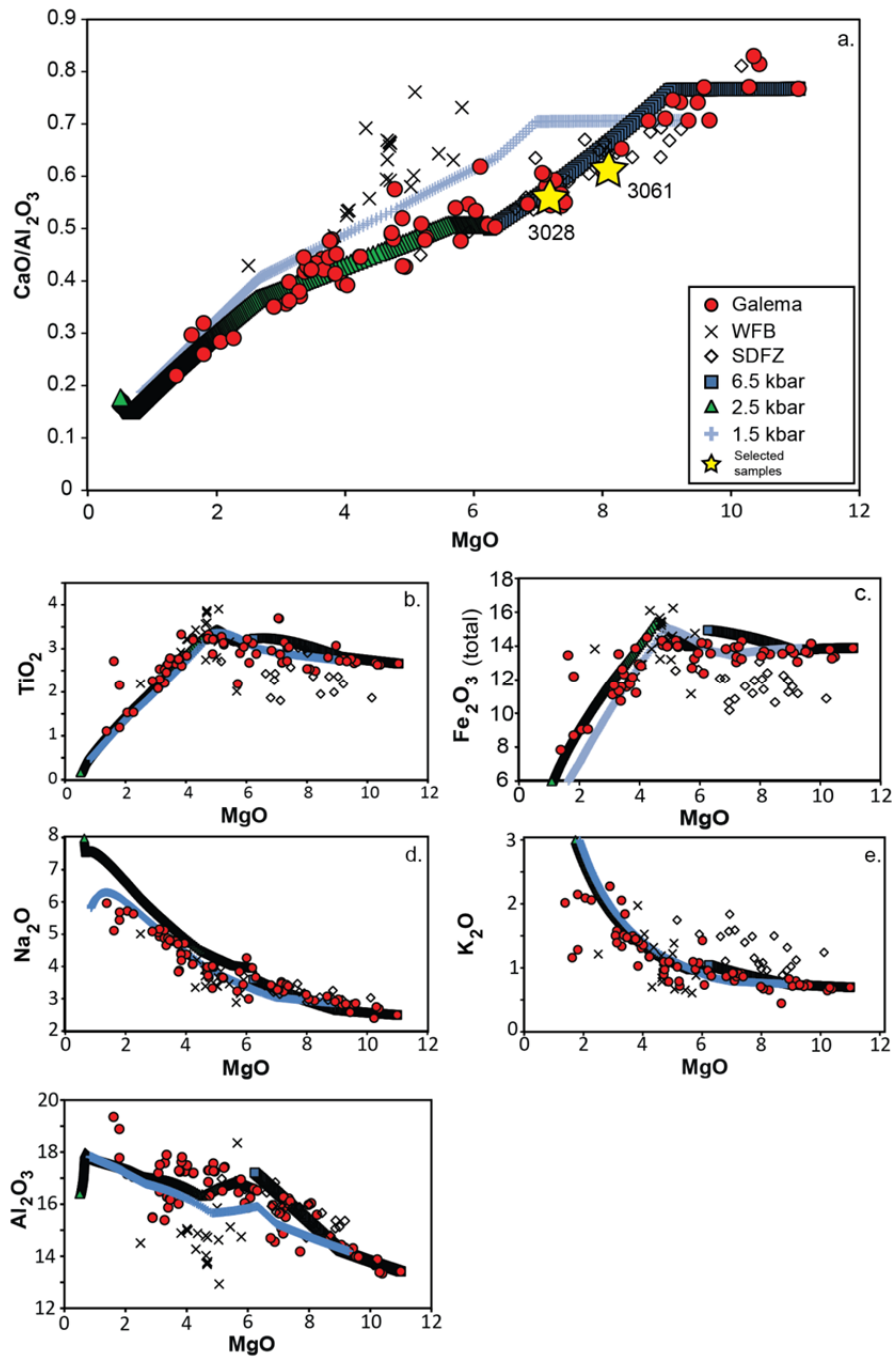 a.
CaO/Al₂O₃
0.9
0.8
0.7
0.6
0.5
0.4
0.3
0.2
0.1
0
0 2 4 6 8 10 12
MgO
3028
3061
Galema
WFB
SDFZ
6.5 kbar
2.5 kbar
1.5 kbar
Selected
samples
b.
TiO₂
4
3
2
1
0
0 2 4 6 8 10 12
MgO
c.
Fe₂O₃ (total)
18
16
14
12
10
8
6
0 2 4 6 8 10 12
MgO
d.
Na₂O
8
7
6
5
4
3
2
0 2 4 6 8 10 12
MgO
e.
K₂O
3
2
1
0
0 2 4 6 8 10 12
MgO
Al₂O₃
20
18
16
14
12
0 2 4 6 8 10 12
MgO